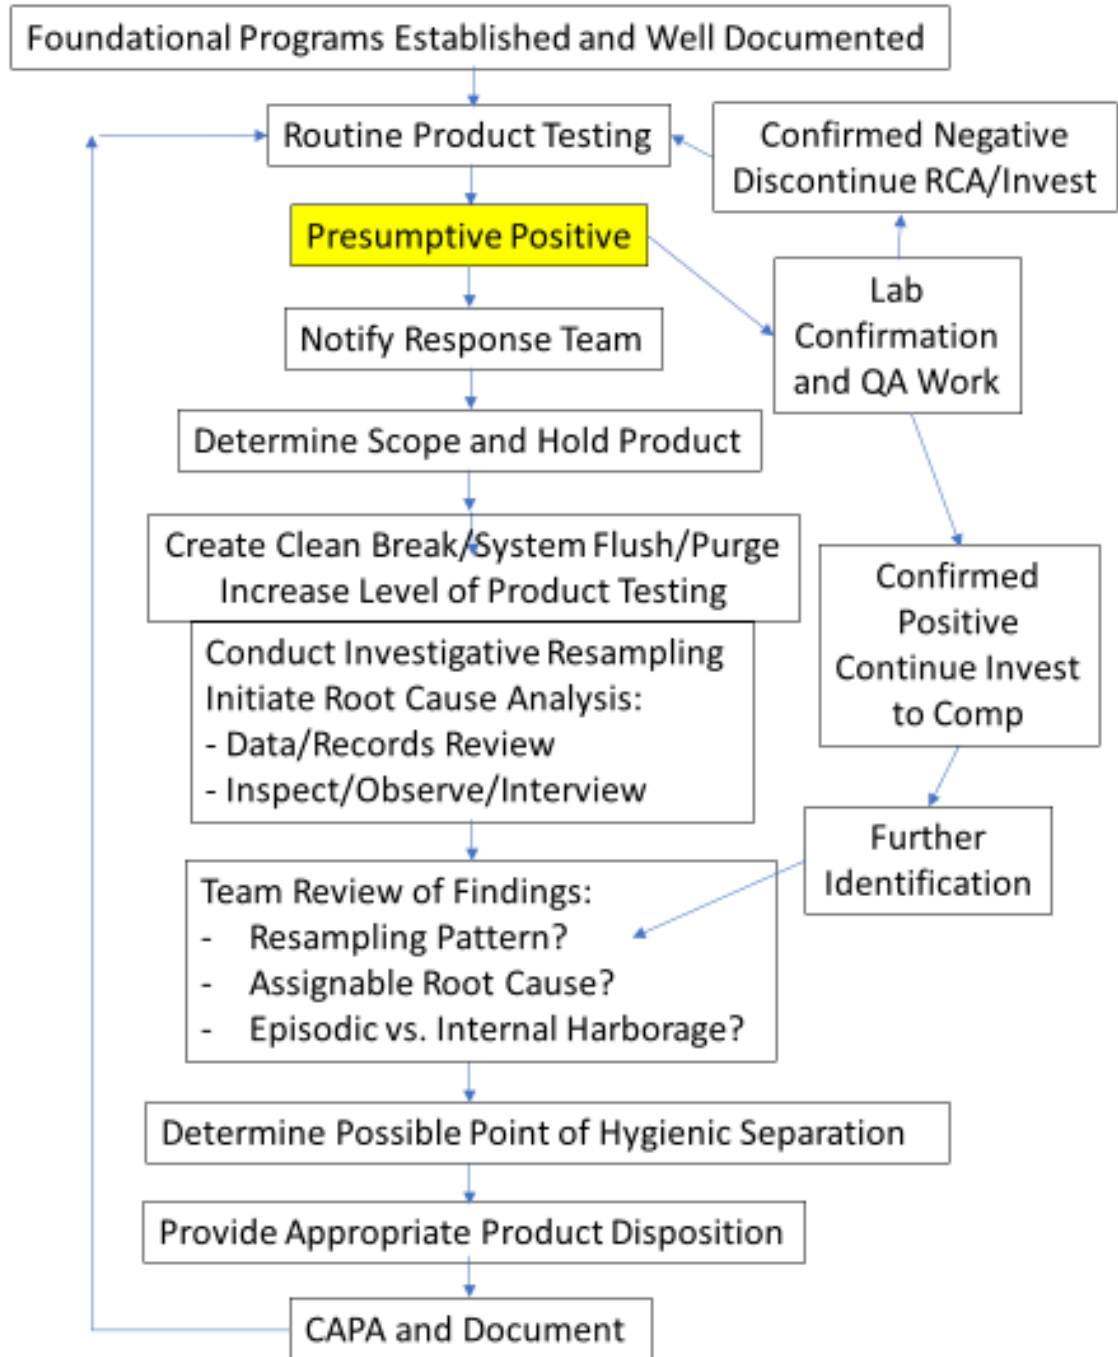 Foundational Programs Established and Well Documented
Routine Product Testing
Confirmed Negative
Discontinue RCA/Invest
Presumptive Positive
Lab
Confirmation
and QA Work
Notify Response Team
Determine Scope and Hold Product
Create Clean Break/System Flush/Purge
Increase Level of Product Testing
Confirmed
Positive
Continue Invest
to Comp
Conduct Investigative Resampling
Initiate Root Cause Analysis:
- Data/Records Review
- Inspect/Observe/Interview
Further
Identification
Team Review of Findings:
- Resampling Pattern?
- Assignable Root Cause?
- Episodic vs. Internal Harborage?
Determine Possible Point of Hygienic Separation
Provide Appropriate Product Disposition
CAPA and Document